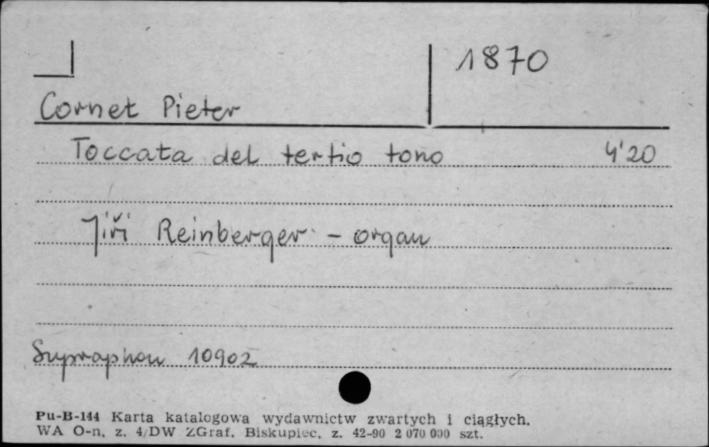 1870
Cornet Pieter
Toccata del tertio tono 4'20
Jiří Reinberger - organ
Supraphon 10902
Pu-B-144 Karta katalogowa wydawnictw zwartych i ciągłych.
WA O-n, z. 4/DW ZGraf. Biskupiec, z. 42-90 2 070 000 szt.